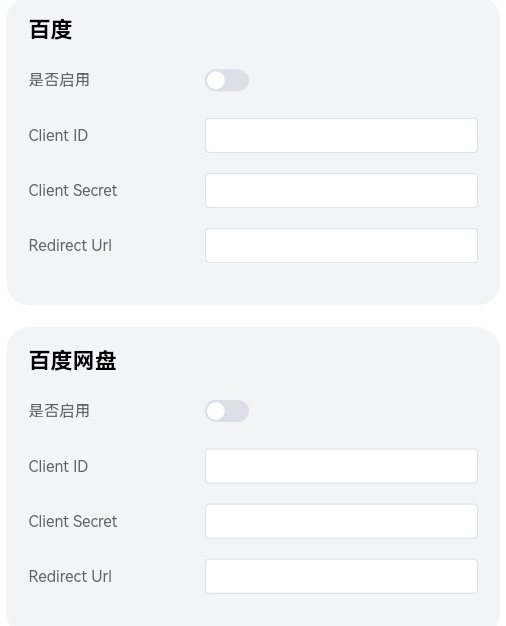 百度
是否启用
Client ID
Client Secret
Redirect Url
百度网盘
是否启用
Client ID
Client Secret
Redirect Url